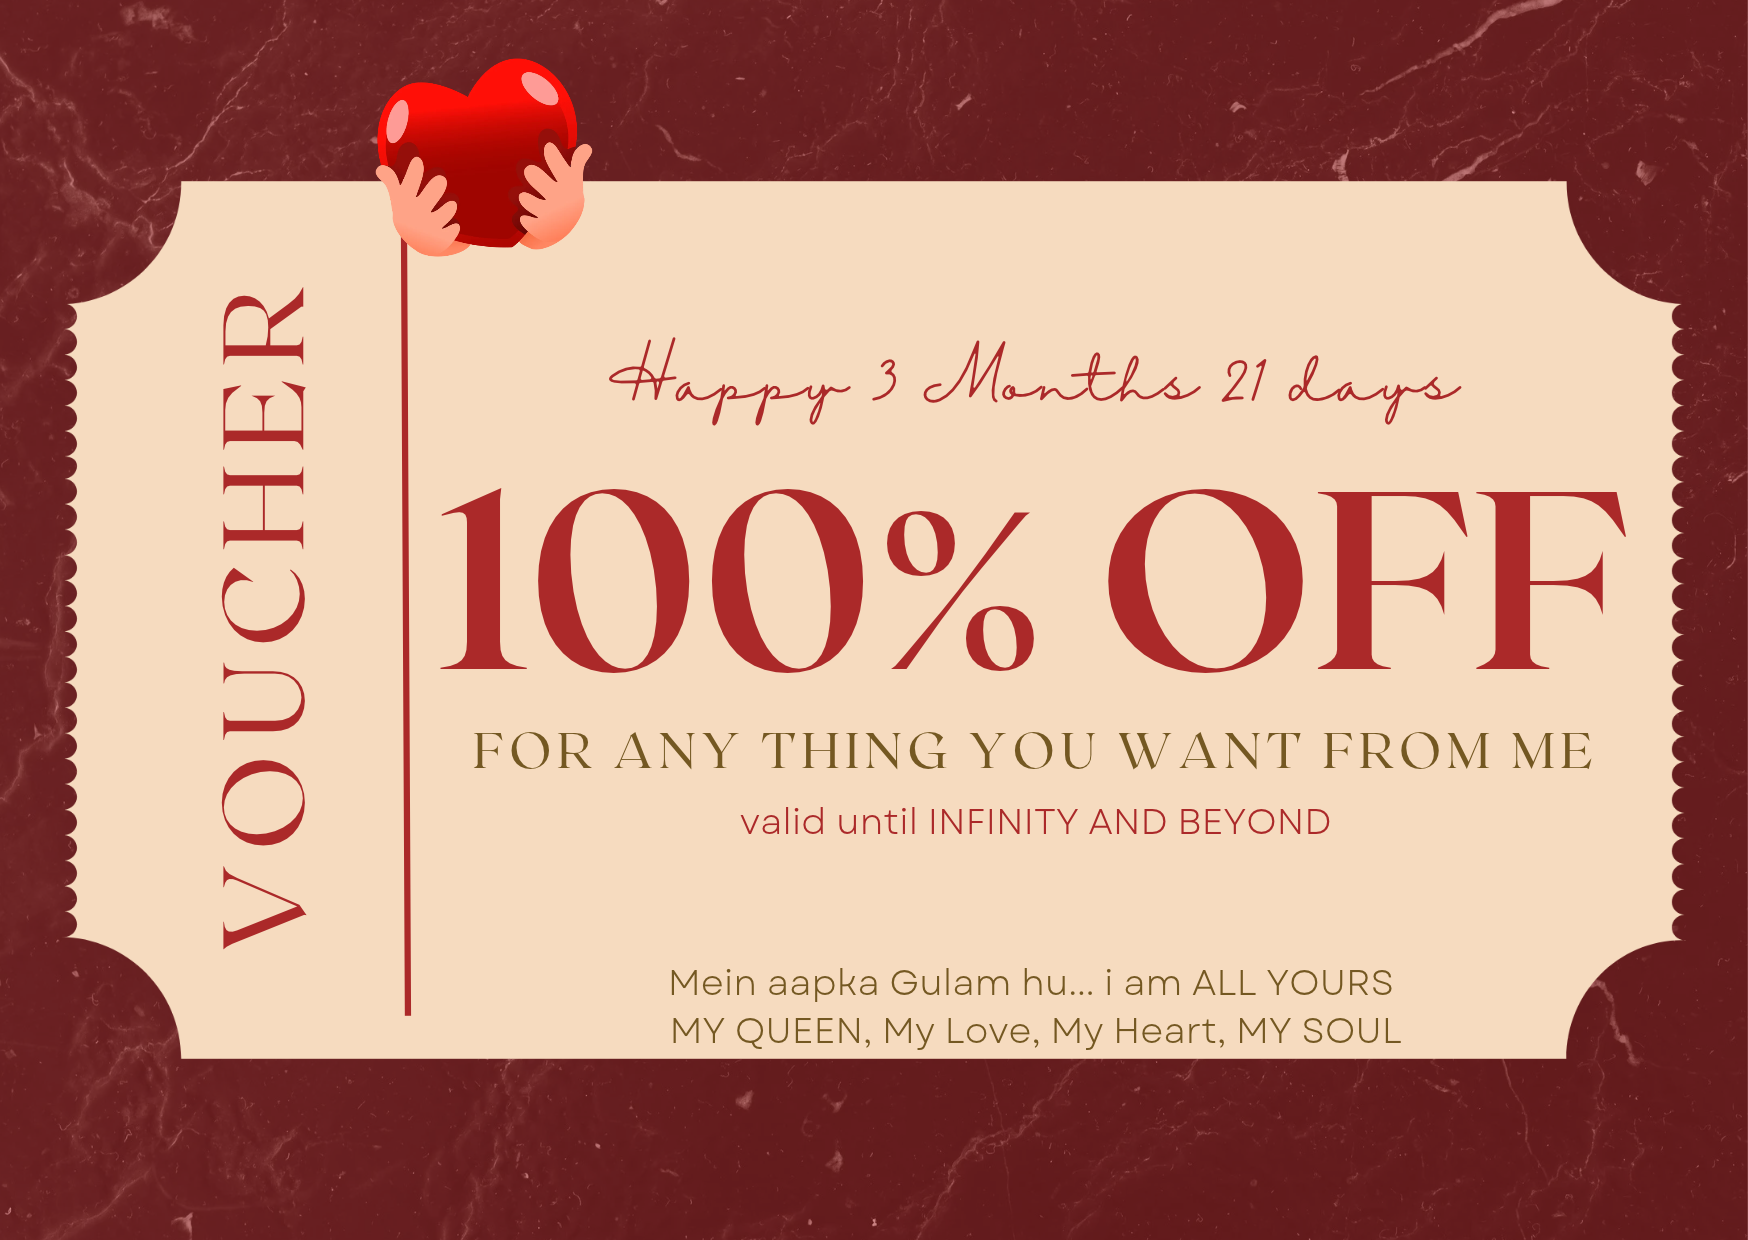 VOUCHER
Happy 3 Months 21 days
100% OFF
FOR ANY THING YOU WANT FROM ME
valid until INFINITY AND BEYOND
Mein aapka Gulam hu... i am ALL YOURS
MY QUEEN, My Love, My Heart, MY SOUL